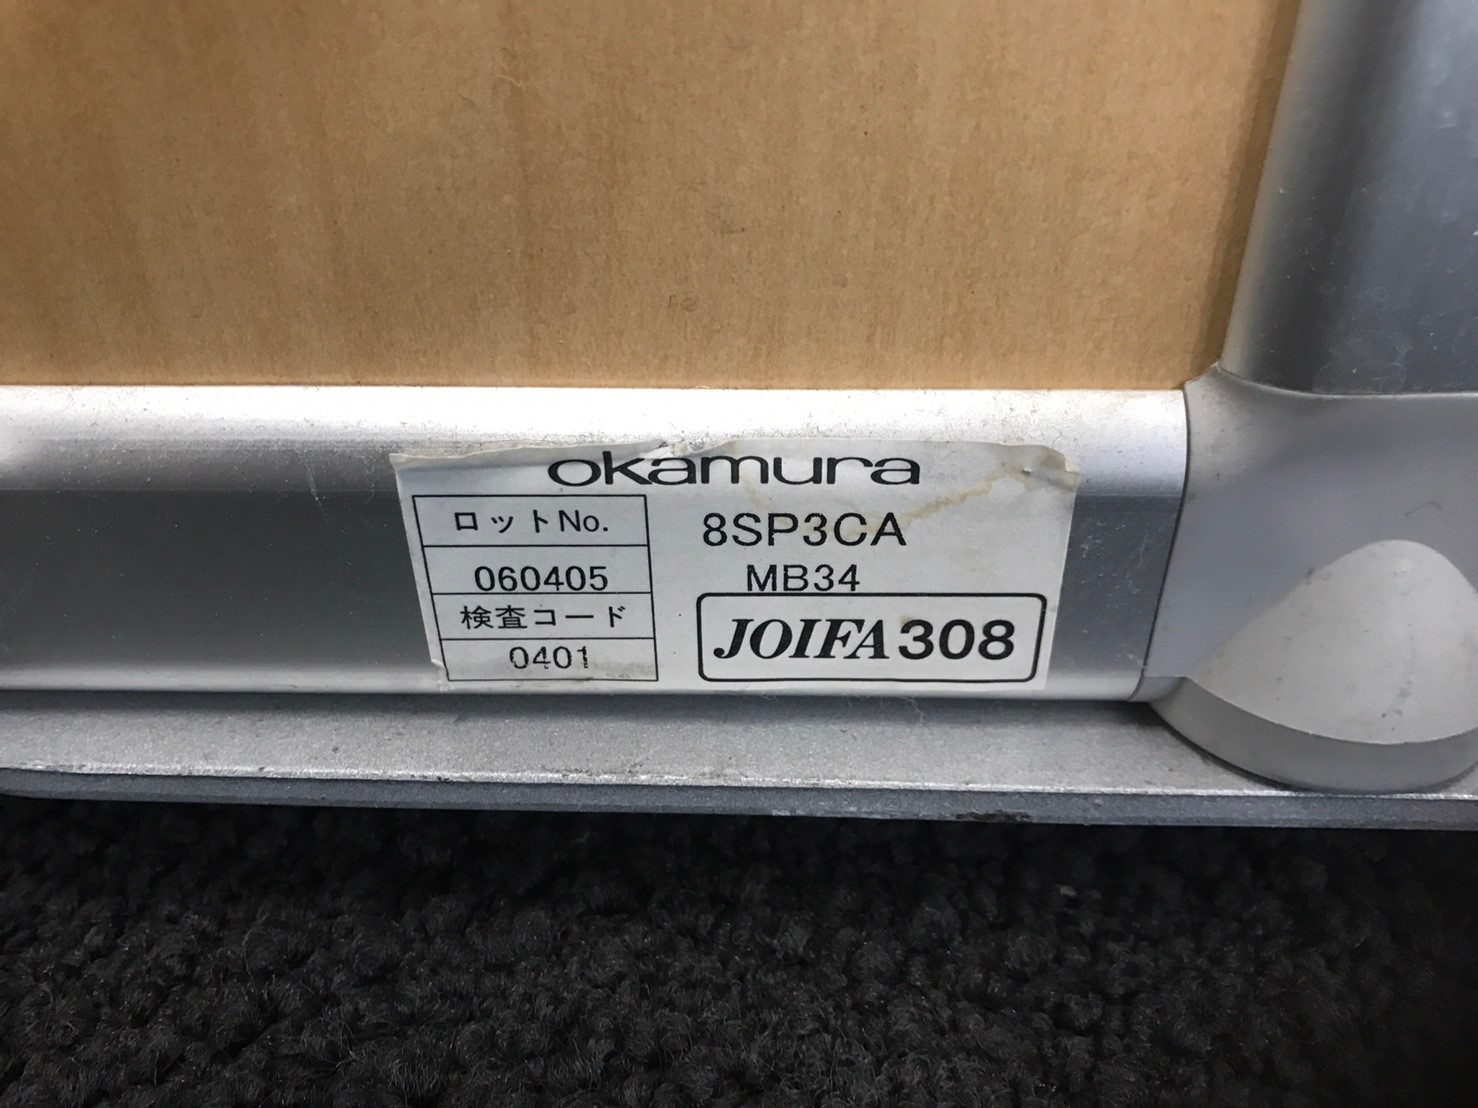 okamura
ロットNo.
060405
検査コード
0401
8SP3CA
MB34
JOIFA308